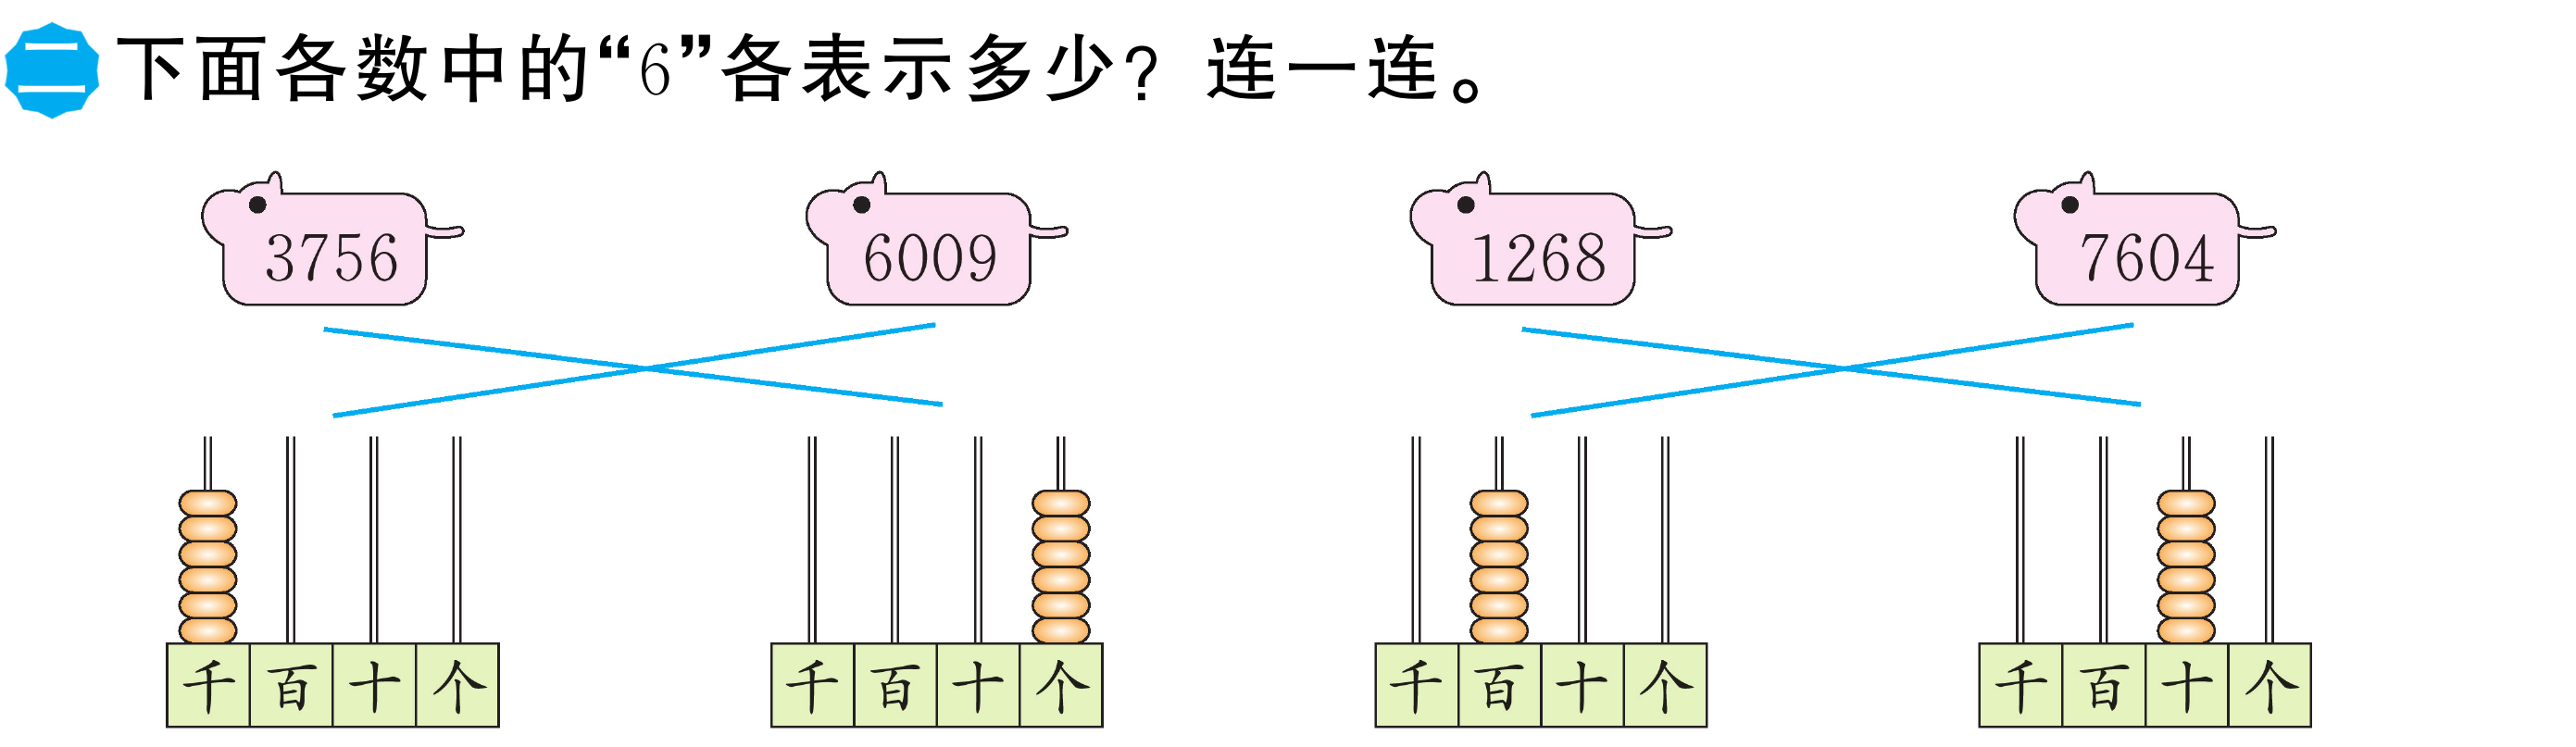 二 下面各数中的“6”各表示多少？连一连。
3756 6009 1268 7604
千 百 十 个 千 百 十 个 千 百 十 个 千 百 十 个